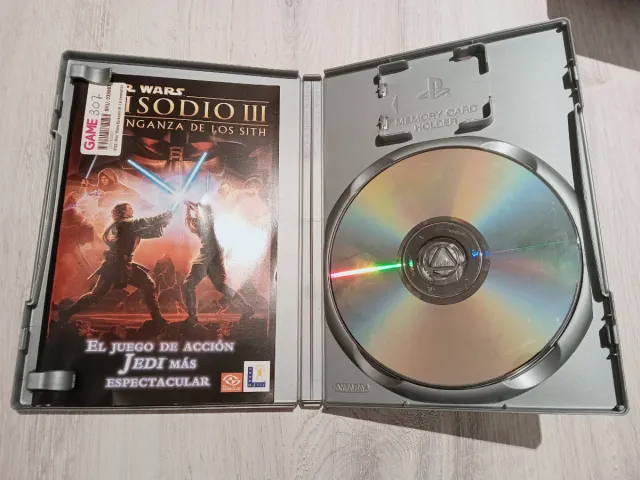 STAR WARS
EPISODIO III
VENGANZA DE LOS SITH
GAME 307
EL JUEGO DE ACCIÓN
JEDI MÁS
ESPECTACULAR
MEMORY CARD
HOLDER